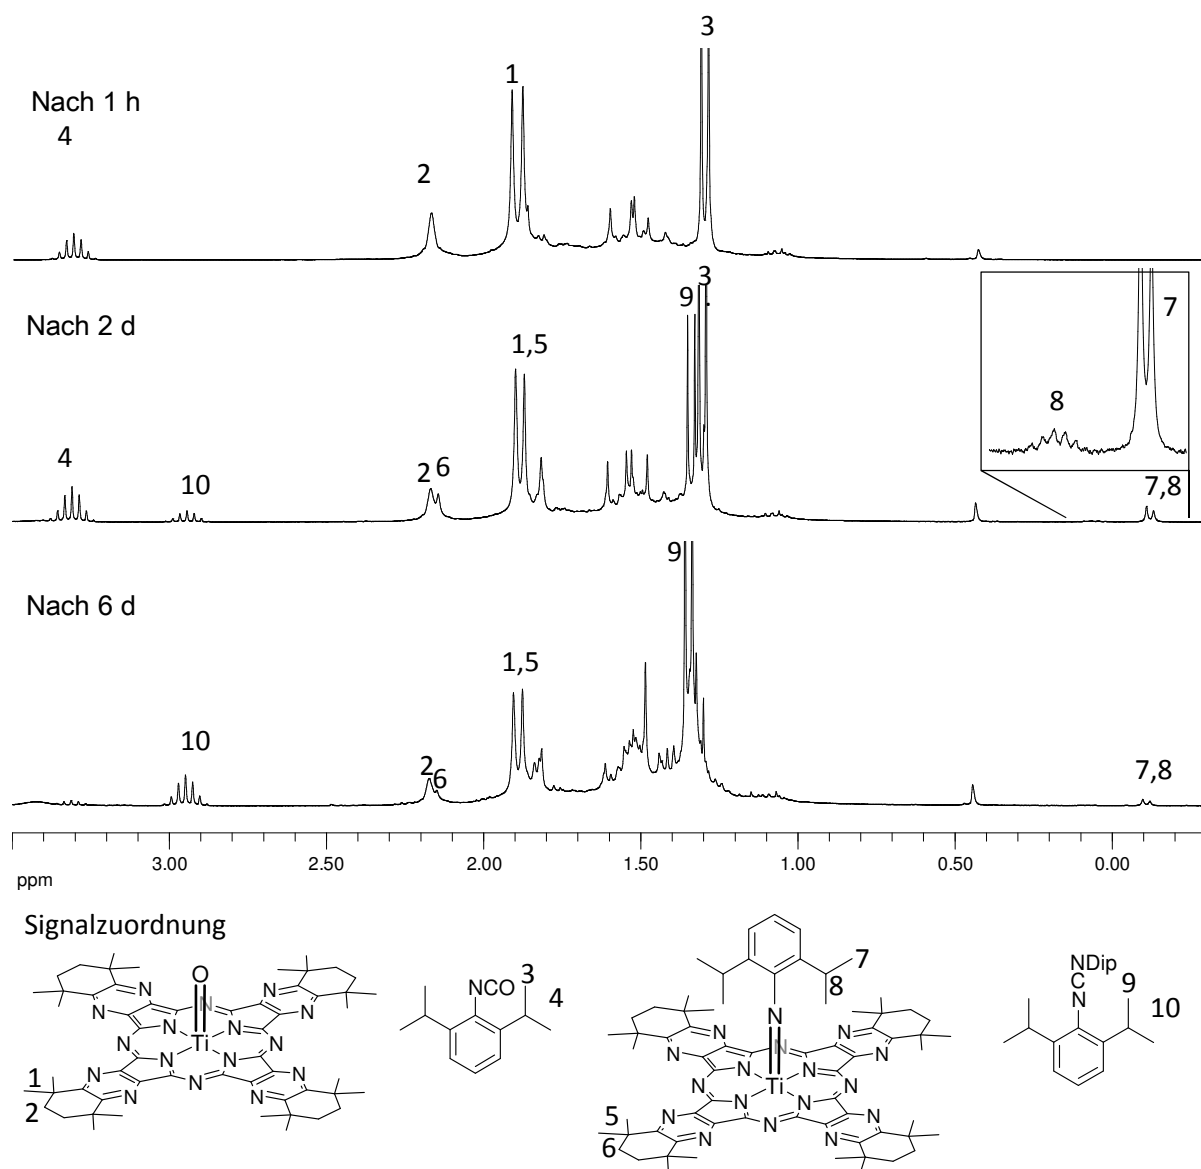 3
1
Nach 1 h
4
2
3
9
Nach 2 d
1,5
7
8
4
2 6
10
7,8
9
Nach 6 d
1,5
10
2
6
7,8
3.00 2.50 2.00 1.50 1.00 0.50 0.00
ppm
Signalzuordnung
O
N N N N
N N N N N
Ti
N N N N N
N N N
1
2
NCO 3
4
7
8
N
N N N N N
N Ti N
N N N N N
N N N
5
6
NDip
C
N
9
10